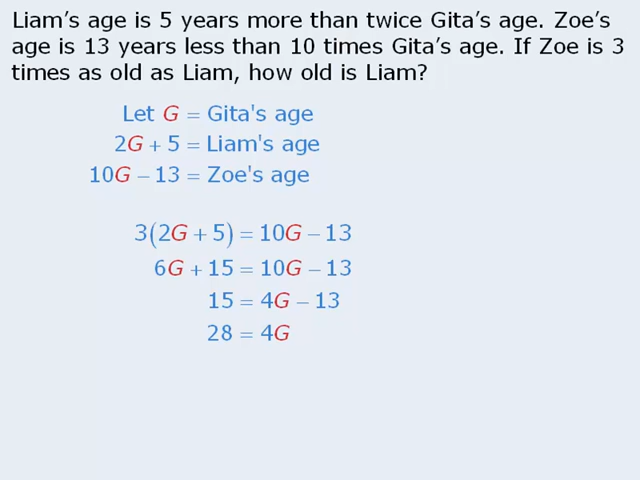 Liam’s age is 5 years more than twice Gita’s age. Zoe’s
age is 13 years less than 10 times Gita’s age. If Zoe is 3
times as old as Liam, how old is Liam?
Let G = Gita's age
2G + 5 = Liam's age
10G − 13 = Zoe's age
3(2G + 5) = 10G − 13
6G + 15 = 10G − 13
15 = 4G − 13
28 = 4G